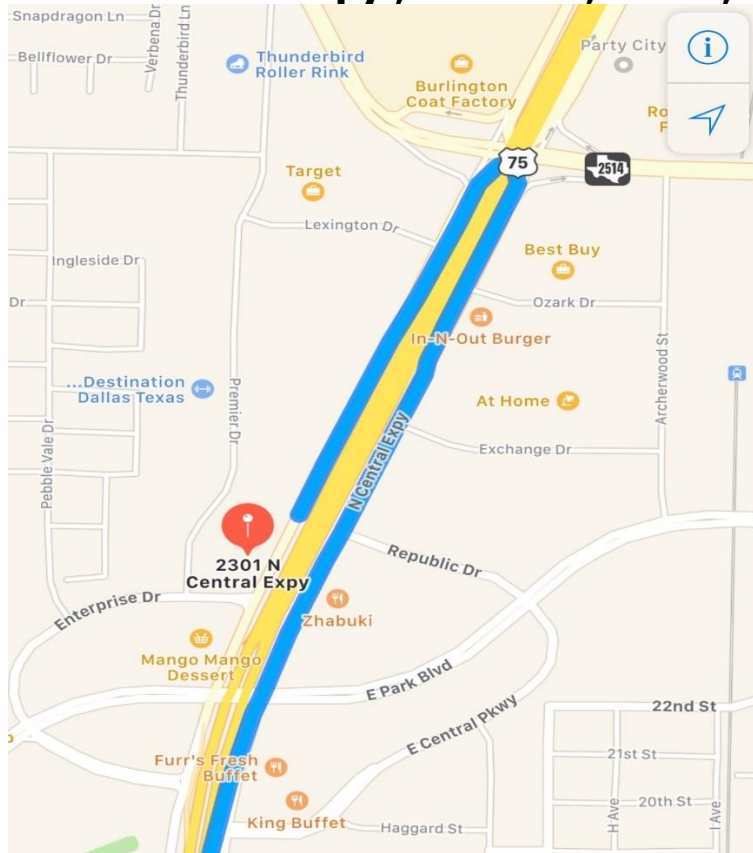 Snapdragon Ln
Bellflower Dr
Verbena Dr
Thunderbird Ln
Thunderbird
Roller Rink
Burlington
Coat Factory
Party City
i
Ro
F
75
2514
Target
Lexington Dr
Ingleside Dr
Best Buy
Dr
Ozark Dr
In-N-Out Burger
Archerwood St
...Destination
Dallas Texas
Premier Dr
At Home
Pebble Vale Dr
N Central Expy
Exchange Dr
2301 N
Central Expy
Republic Dr
Enterprise Dr
Zhabuki
Mango Mango
Dessert
E Park Blvd
22nd St
E Central Pkwy
Furr's Fresh
Buffet
21st St
20th St
H Ave
I Ave
King Buffet
Haggard St